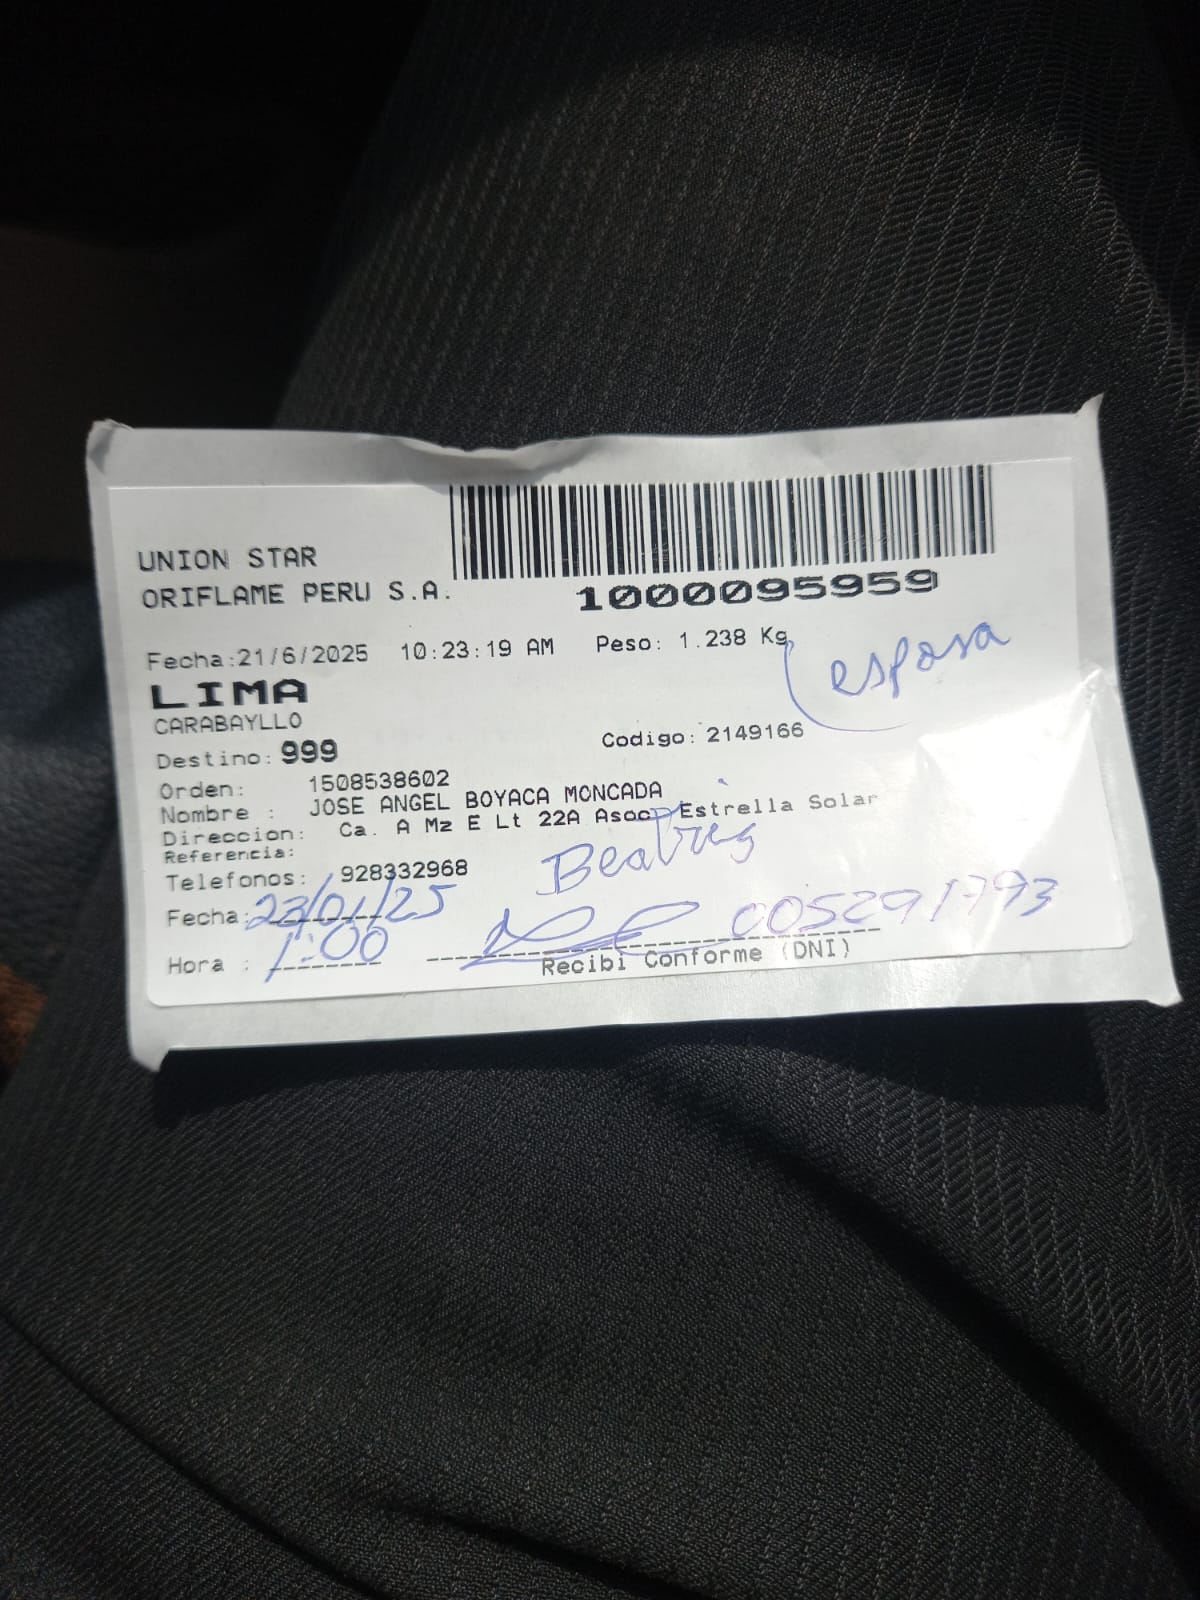 UNION STAR
ORIFLAME PERU S.A.
1000095959
Fecha:21/6/2025 10:23:19 AM Peso: 1.238 Kg
esposa
LIMA
CARABAYLLO
Destino: 999 Codigo: 2149166
Orden: 1508538602
Nombre : JOSE ANGEL BOYACA MONCADA
Direccion: Ca. A Mz E Lt 22A Asoc Estrella Solar
Referencia:
Telefonos: 928332968
Beatris
Fecha: 23/01/25
005291793
Hora : 1:00
Recibi Conforme (DNI)